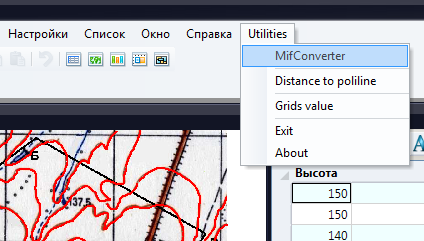 Настройки Список Окно Справка Utilities
MifConverter
Distance to poliline
Grids value
Exit
About
Б
137.5
Высота
150
150
140